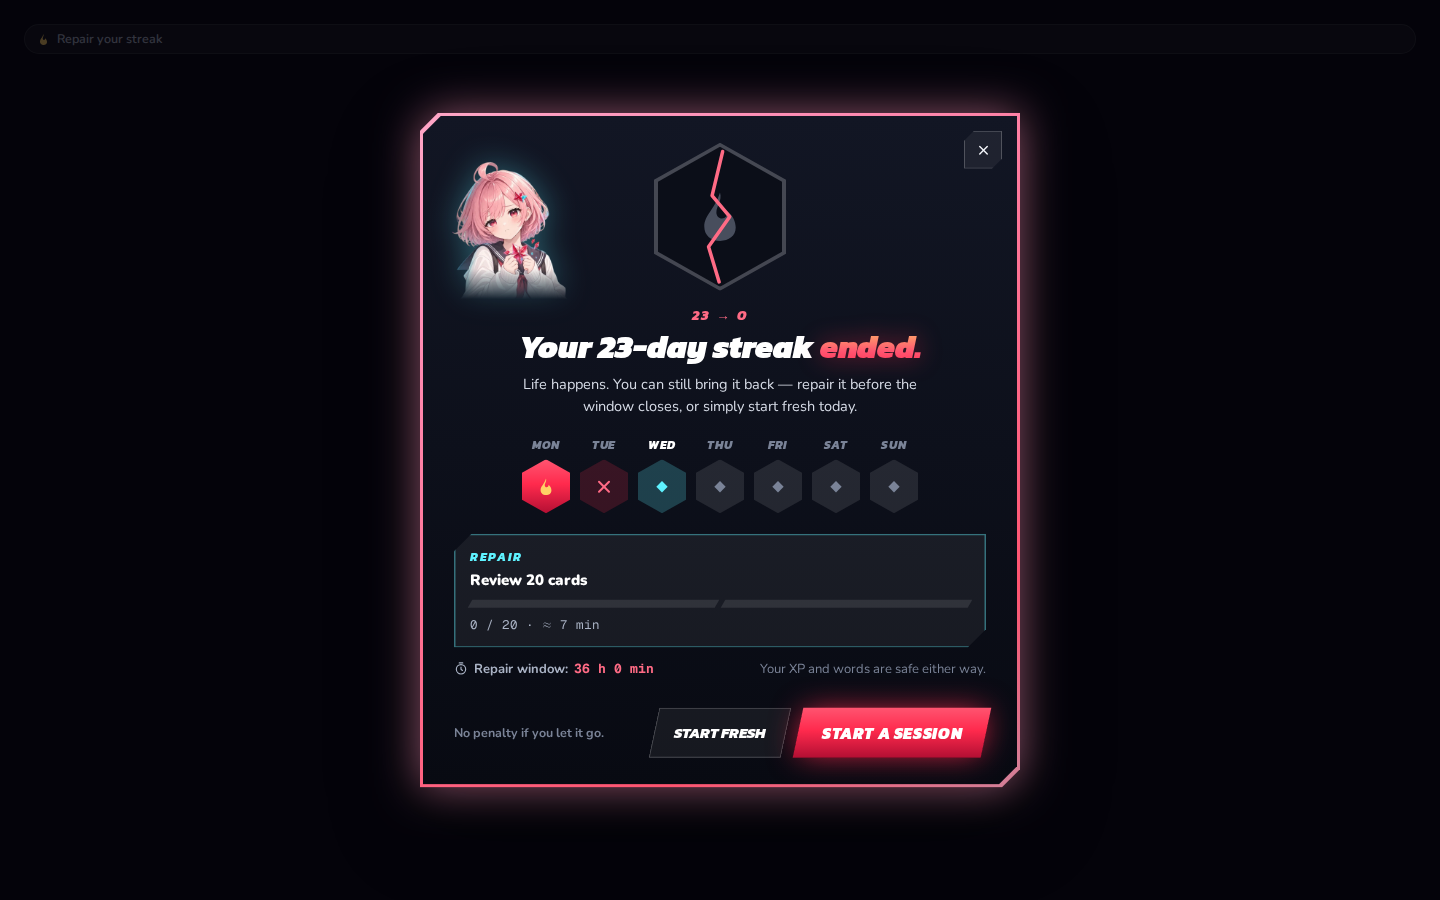 Repair your streak
23 → 0
Your 23-day streak ended.
Life happens. You can still bring it back — repair it before the
window closes, or simply start fresh today.
MON TUE WED THU FRI SAT SUN
REPAIR
Review 20 cards
0 / 20 · ≈ 7 min
Repair window: 36 h 0 min
Your XP and words are safe either way.
No penalty if you let it go.
START FRESH
START A SESSION